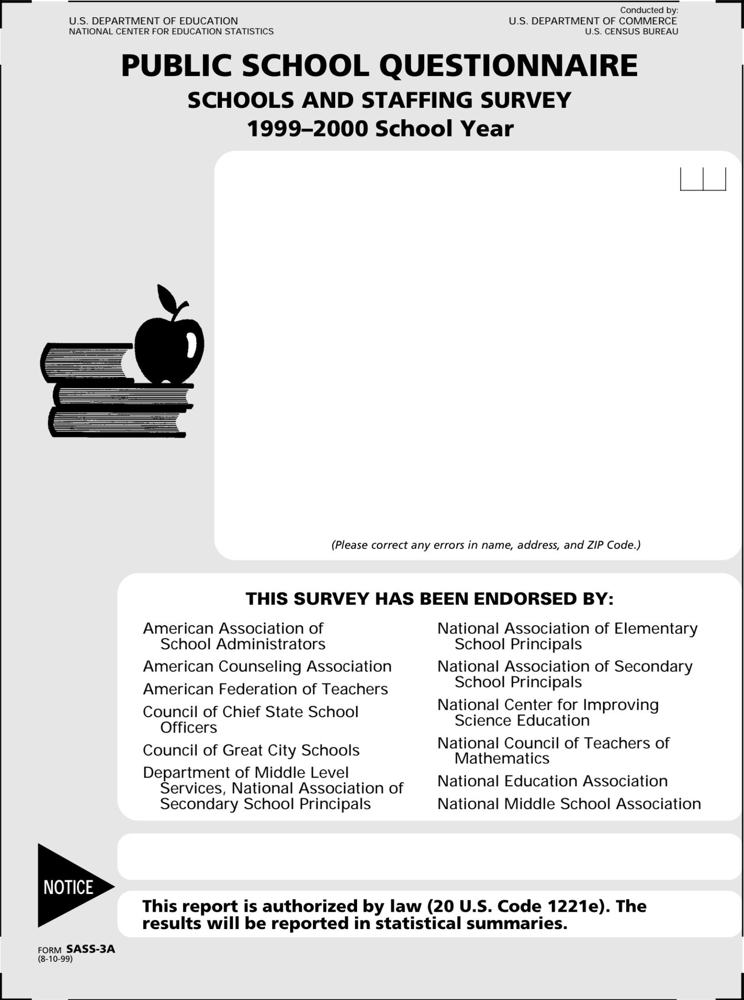 U.S. DEPARTMENT OF EDUCATION
NATIONAL CENTER FOR EDUCATION STATISTICS
Conducted by:
U.S. DEPARTMENT OF COMMERCE
U.S. CENSUS BUREAU
PUBLIC SCHOOL QUESTIONNAIRE
SCHOOLS AND STAFFING SURVEY
1999–2000 School Year
(Please correct any errors in name, address, and ZIP Code.)
THIS SURVEY HAS BEEN ENDORSED BY:
American Association of
School Administrators
American Counseling Association
American Federation of Teachers
Council of Chief State School
Officers
Council of Great City Schools
Department of Middle Level
Services, National Association of
Secondary School Principals
National Association of Elementary
School Principals
National Association of Secondary
School Principals
National Center for Improving
Science Education
National Council of Teachers of
Mathematics
National Education Association
National Middle School Association
NOTICE
This report is authorized by law (20 U.S. Code 1221e). The
results will be reported in statistical summaries.
FORM SASS-3A
(8-10-99)